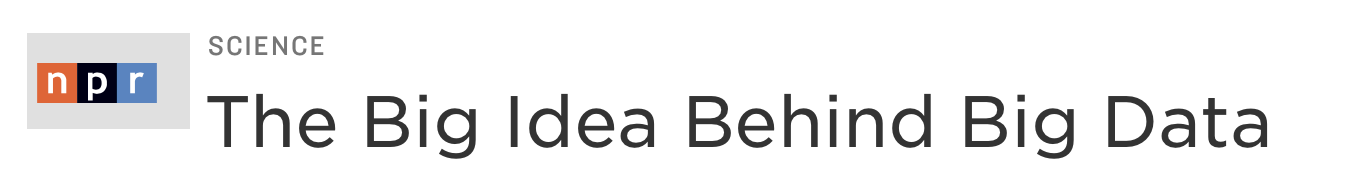 npr
SCIENCE
The Big Idea Behind Big Data